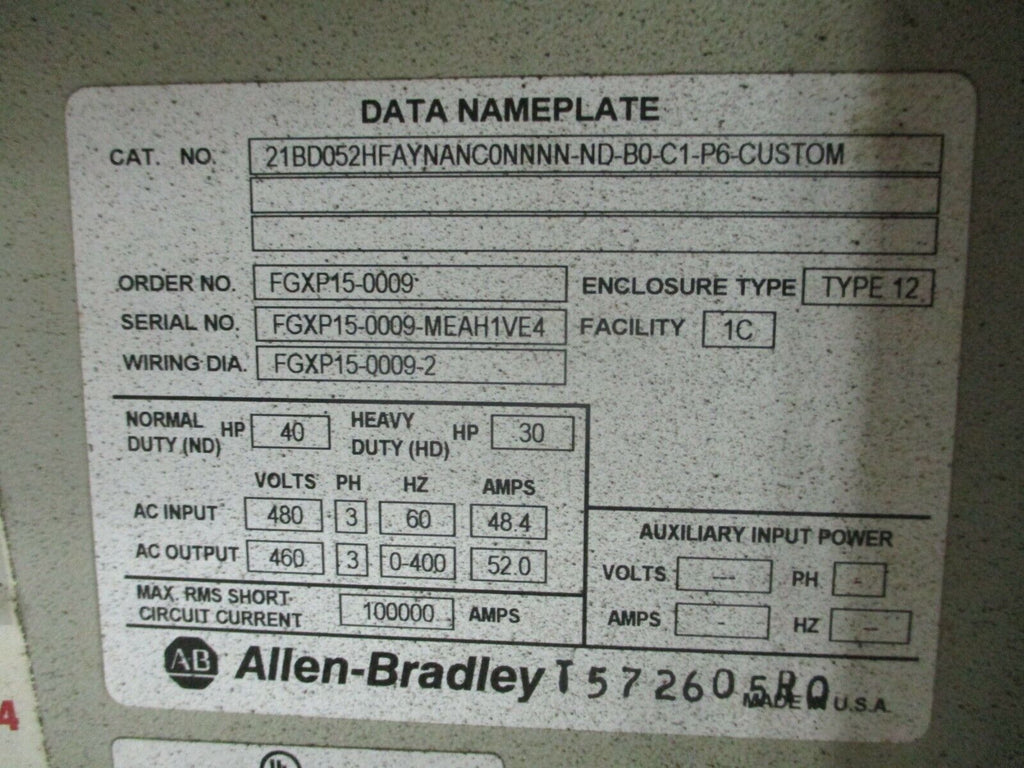 DATA NAMEPLATE
CAT. NO. 21BD052HFAYNANC0NNNN-ND-B0-C1-P6-CUSTOM
ORDER NO. FGXP15-0009 ENCLOSURE TYPE TYPE 12
SERIAL NO. FGXP15-0009-MEAH1VE4 FACILITY 1C
WIRING DIA. FGXP15-0009-2
NORMAL DUTY (ND) HP 40 HEAVY DUTY (HD) HP 30
VOLTS PH HZ AMPS
AC INPUT 480 3 60 48.4
AC OUTPUT 460 3 0-400 52.0
MAX. RMS SHORT-
CIRCUIT CURRENT 100000 AMPS
AUXILIARY INPUT POWER
VOLTS --- PH -
AMPS - HZ --
AB Allen-Bradley T572605R0
MADE IN U.S.A.
4
UL